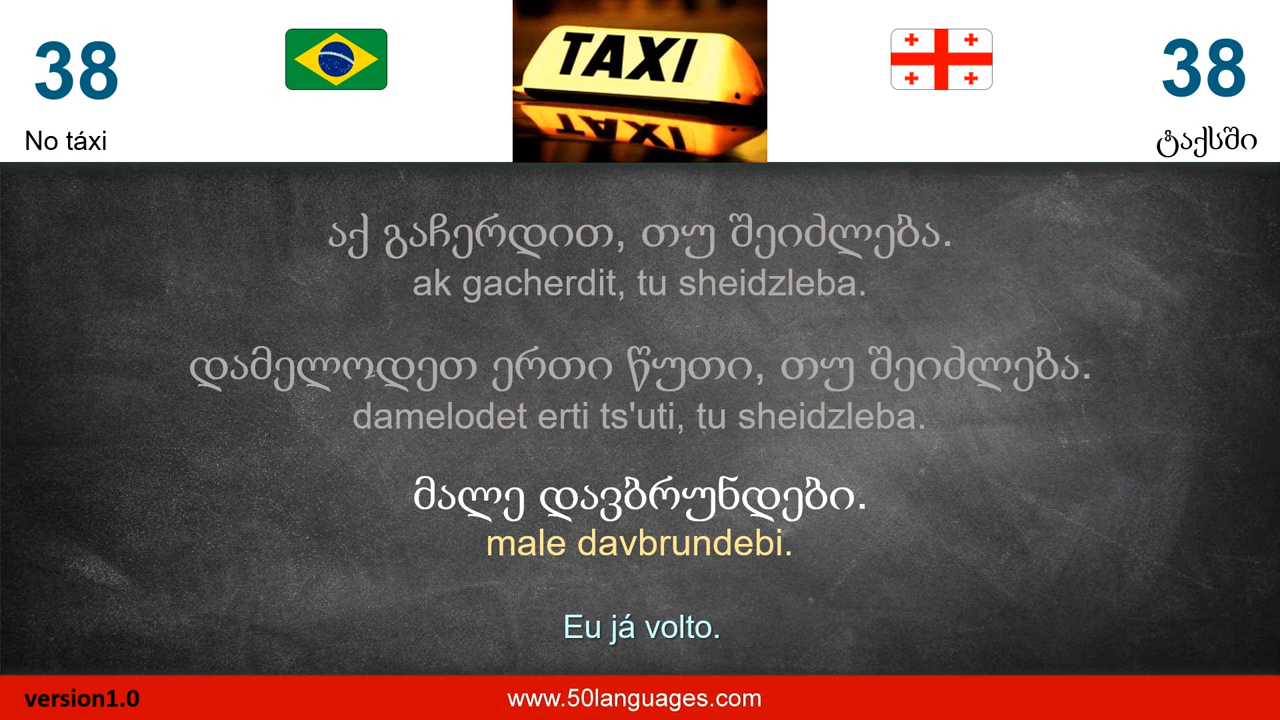 38
38
No táxi
TAXI
ტაქსში
აქ გაჩერდით, თუ შეიძლება.
ak gacherdit, tu sheidzleba.
დამელოდეთ ერთი წუთი, თუ შეიძლება.
damelodet erti ts'uti, tu sheidzleba.
მალე დავბრუნდები.
male davbrundebi.
Eu já volto.
version1.0
www.50languages.com